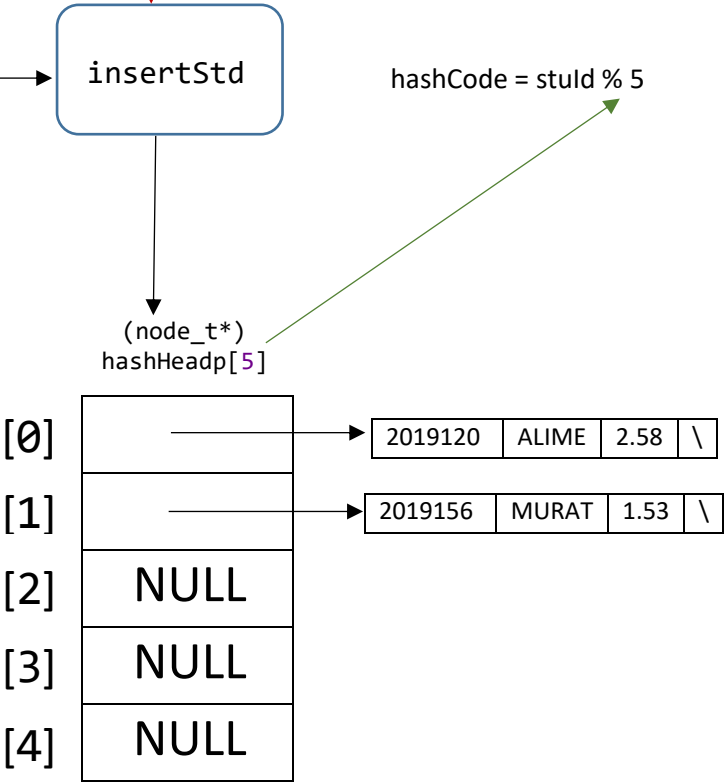 insertStd
hashCode = stuId % 5
(node_t*)
hashHeadp[5]
[0] 2019120 ALIME 2.58 \
[1] 2019156 MURAT 1.53 \
[2] NULL
[3] NULL
[4] NULL